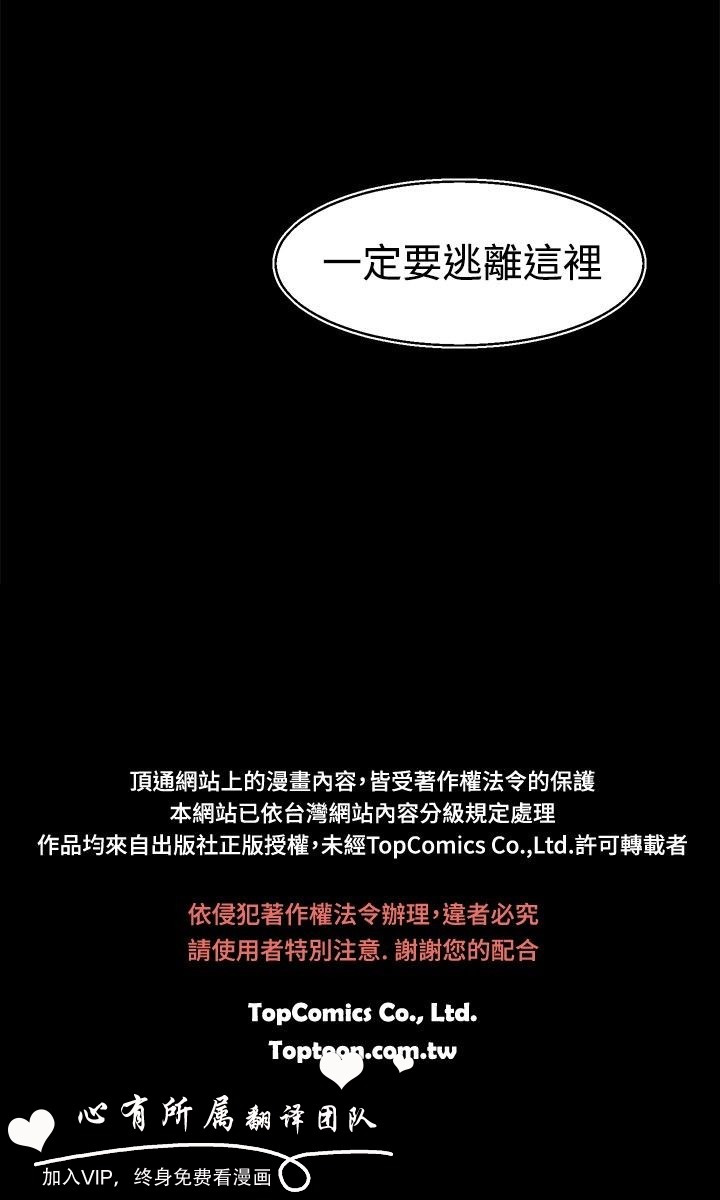 一定要逃離這裡
頂通網站上的漫畫內容，皆受著作權法令的保護
本網站已依台灣網站內容分級規定處理
作品均來自出版社正版授權，未經TopComics Co.,Ltd.許可轉載者
依侵犯著作權法令辦理，違者必究
請使用者特別注意. 謝謝您的配合
TopComics Co., Ltd.
Toptoon.com.tw
心有所属翻译团队
加入VIP，终身免费看漫画